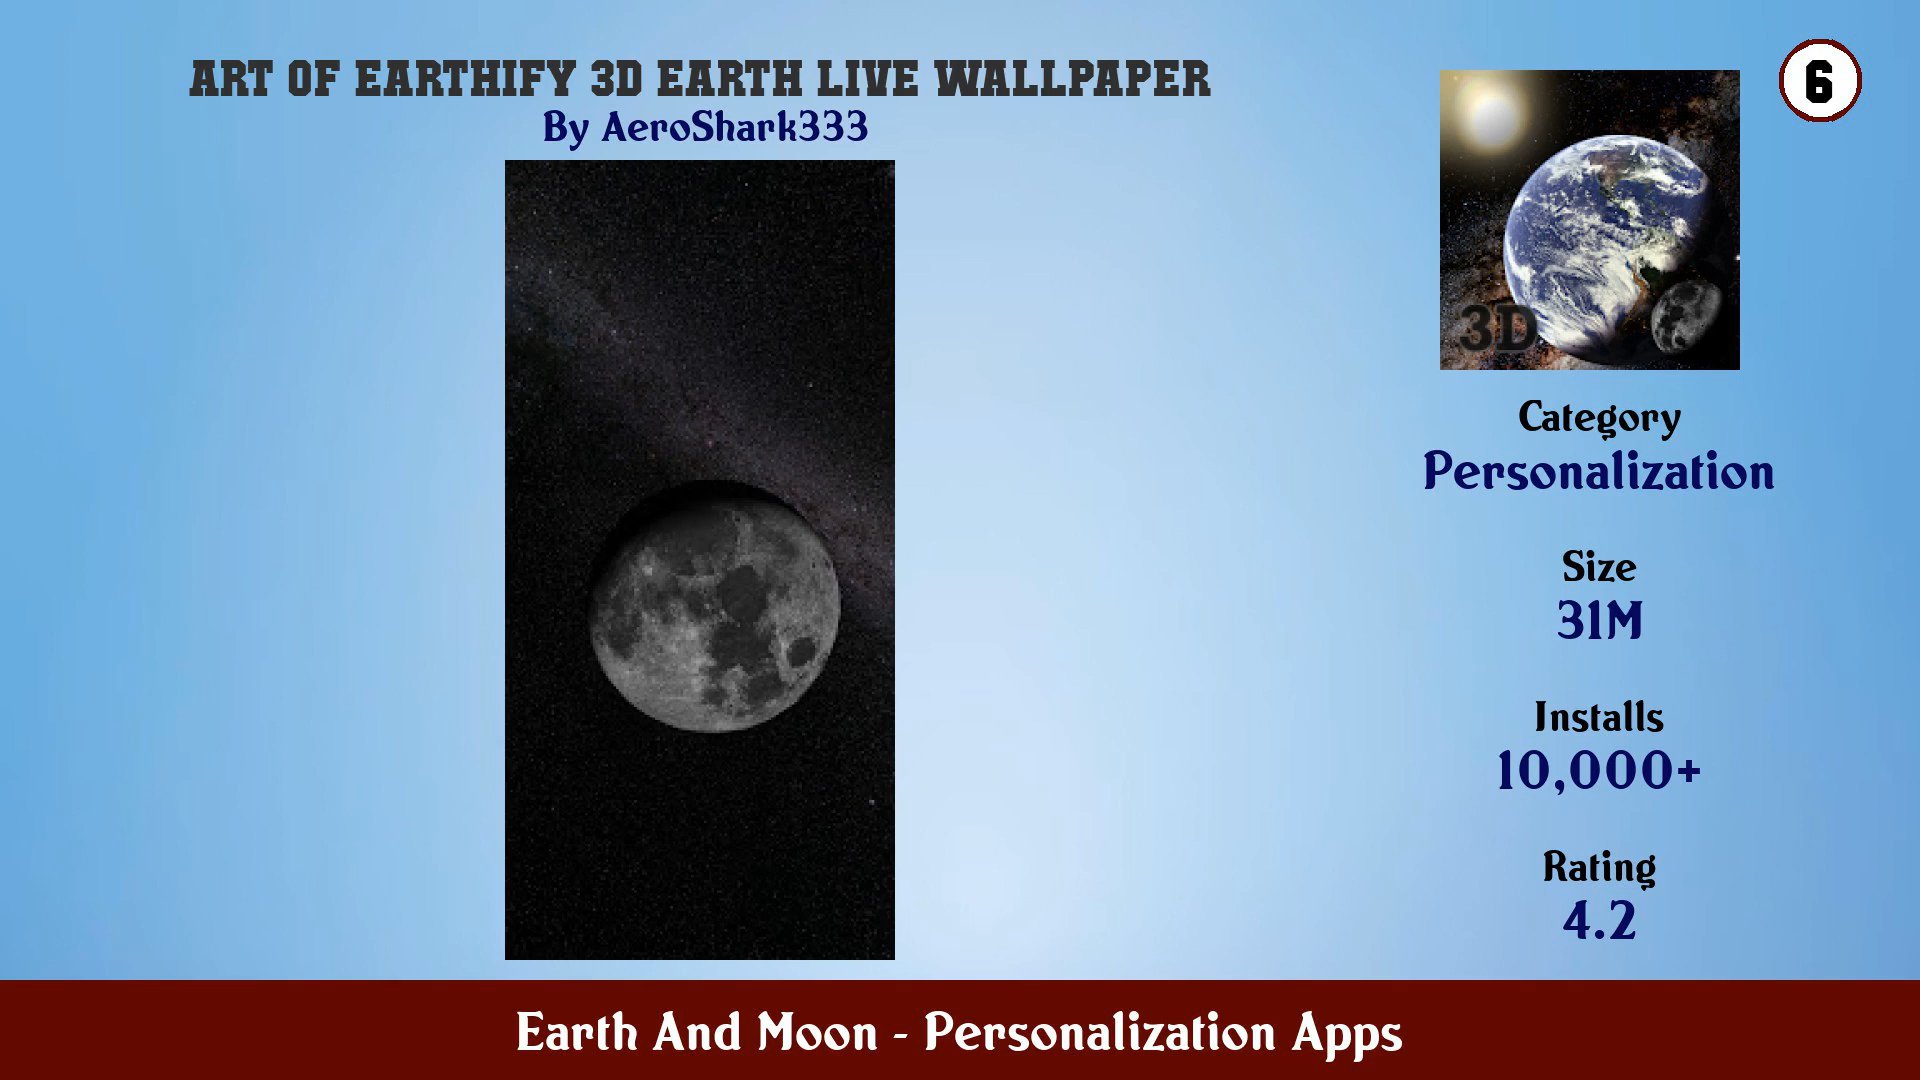 ART OF EARTHIFY 3D EARTH LIVE WALLPAPER
By AeroShark333
6
3D
Category
Personalization
Size
31M
Installs
10,000+
Rating
4.2
Earth And Moon - Personalization Apps